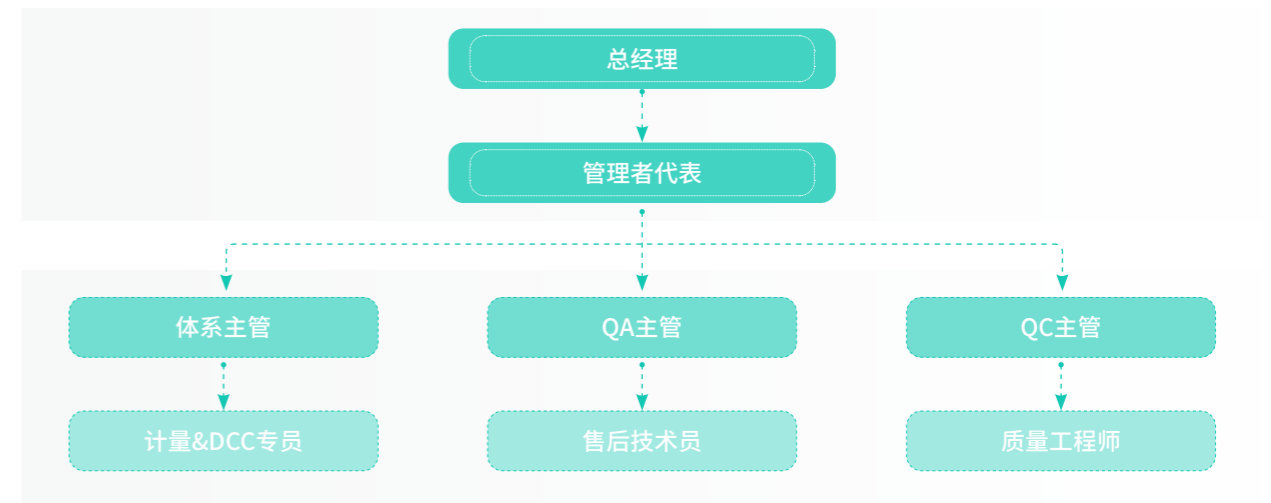 总经理
管理者代表
体系主管
QA主管
QC主管
计量&DCC专员
售后技术员
质量工程师